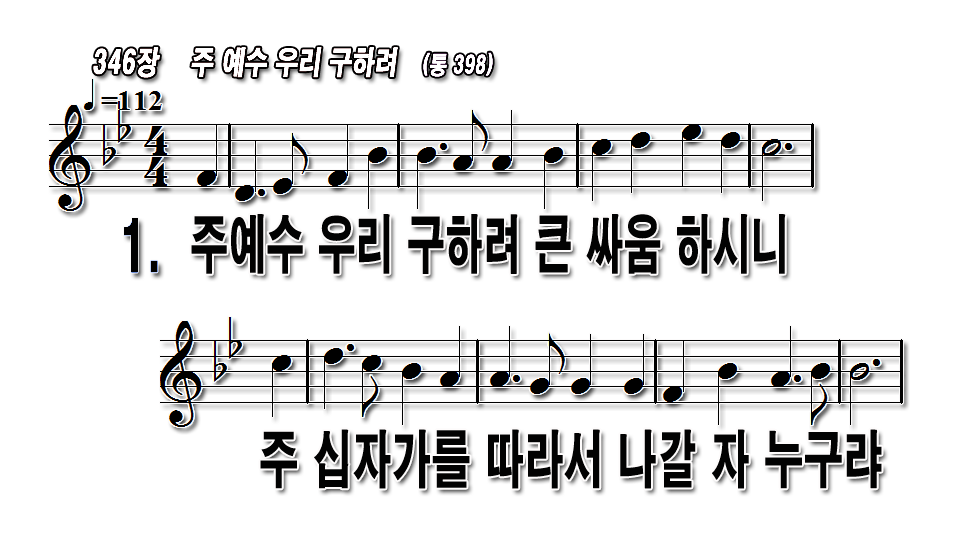 346장 주 예수 우리 구하려 (통 398)
♩=112
4
4
1. 주예수 우리 구하려 큰 싸움 하시니
주 십자가를 따라서 나갈 자 누구랴